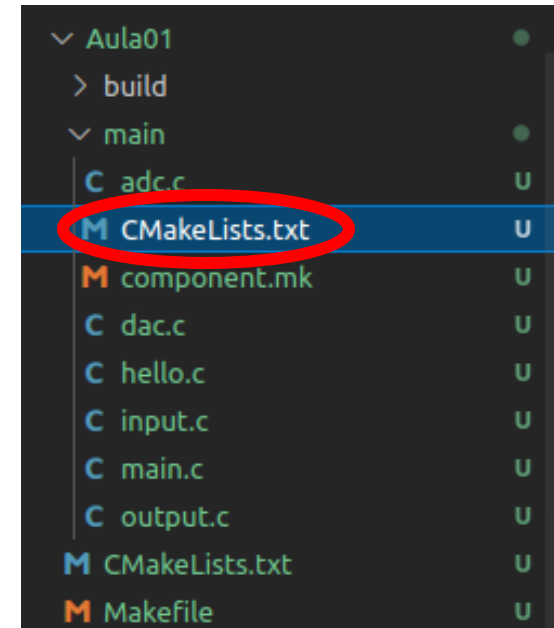 Aula01
build
main
C adc.c U
M CMakeLists.txt U
M component.mk U
C dac.c U
C hello.c U
C input.c U
C main.c U
C output.c U
M CMakeLists.txt U
M Makefile U